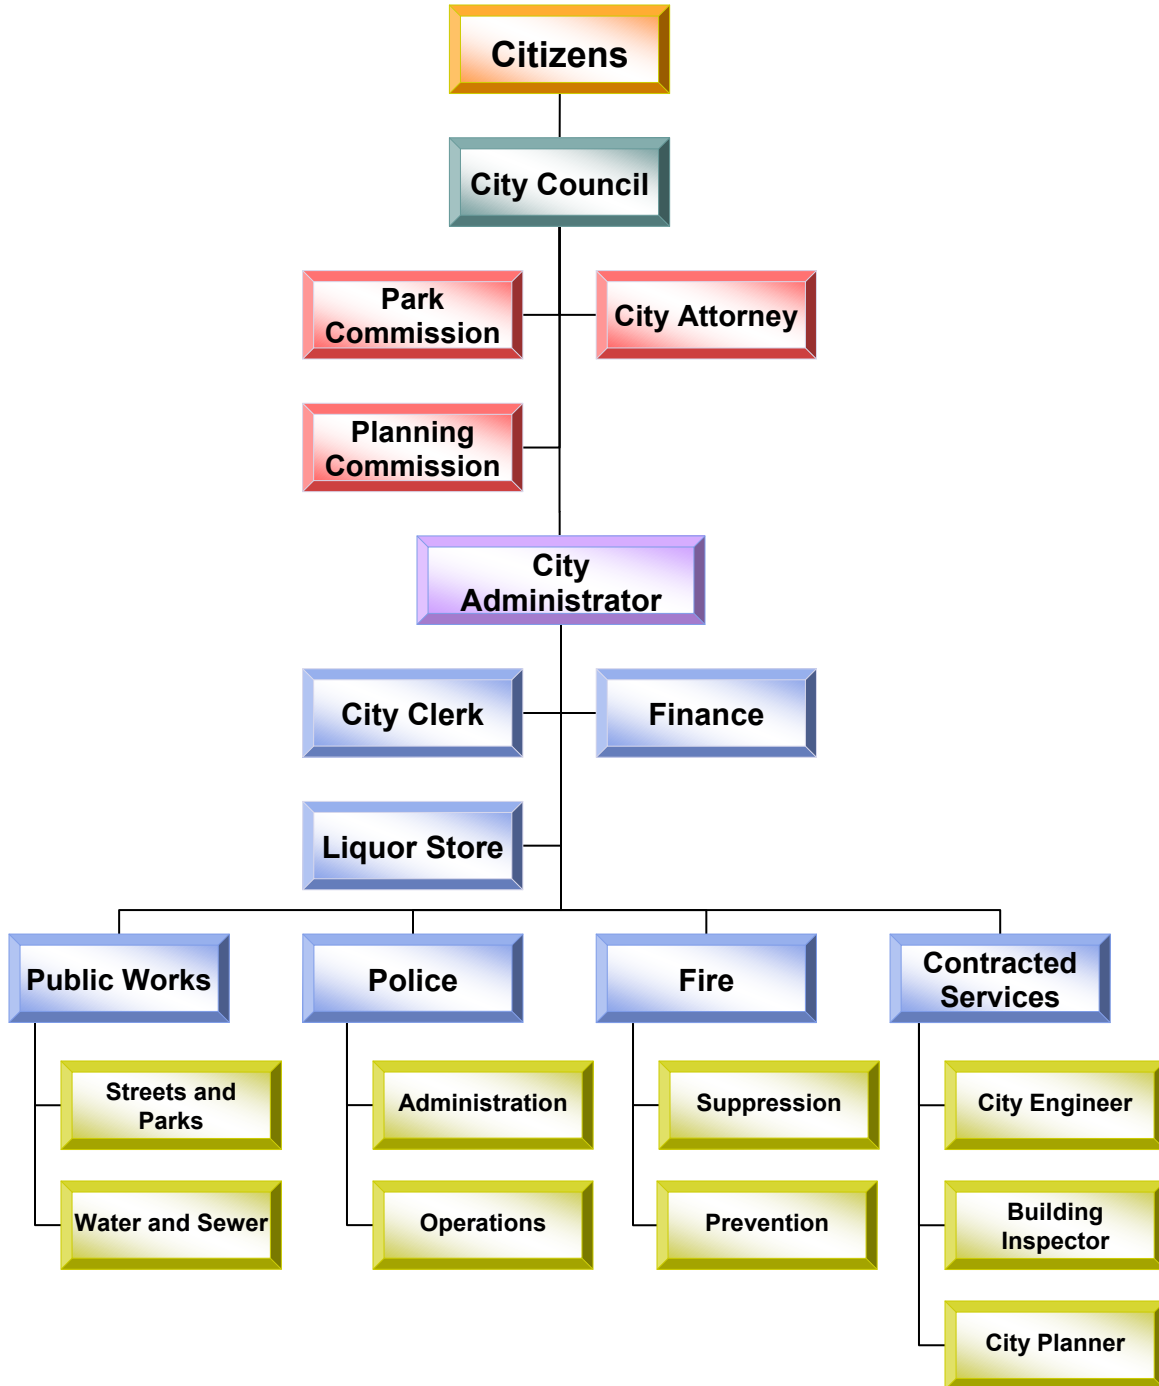 Citizens
City Council
Park
Commission
City Attorney
Planning
Commission
City
Administrator
City Clerk
Finance
Liquor Store
Public Works
Police
Fire
Contracted
Services
Streets and
Parks
Administration
Suppression
City Engineer
Water and Sewer
Operations
Prevention
Building
Inspector
City Planner